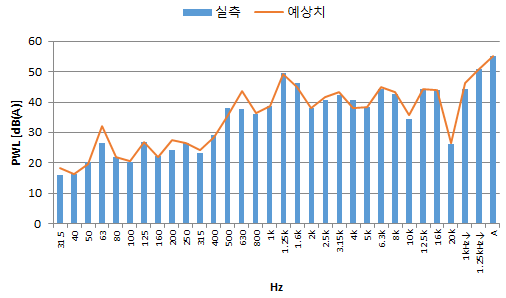 실측 예상치
60
50
40
30
20
10
0
PWL [dB(A)]
31.5 40 50 63 80 100 125 160 200 250 315 400 500 630 800 1k 1.25k 1.6k 2k 2.5k 3.15k 4k 5k 6.3k 8k 10k 12.5k 16k 20k 1kHz↓ 1.25kHz↓ A
Hz